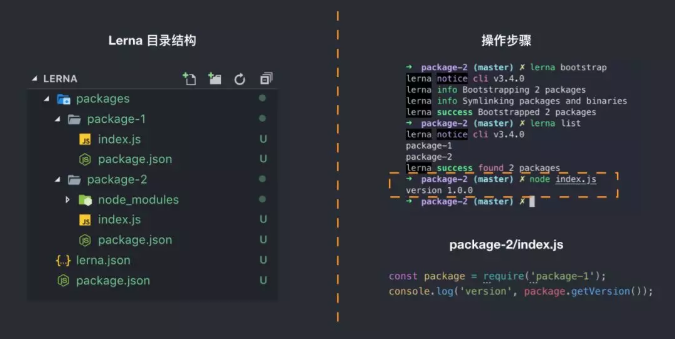 Lerna 目录结构
LERNA
packages
package-1
index.js U
package.json U
package-2
node_modules
index.js U
package.json U
lerna.json U
package.json U
操作步骤
➜ package-2 (master) ✗ lerna bootstrap
lerna notice cli v3.4.0
lerna info Bootstrapping 2 packages
lerna info Symlinking packages and binaries
lerna success Bootstrapped 2 packages
➜ package-2 (master) ✗ lerna list
lerna notice cli v3.4.0
package-1
package-2
lerna success found 2 packages
➜ package-2 (master) ✗ node index.js
version 1.0.0
➜ package-2 (master) ✗
package-2/index.js
const package = require('package-1');
console.log('version', package.getVersion());